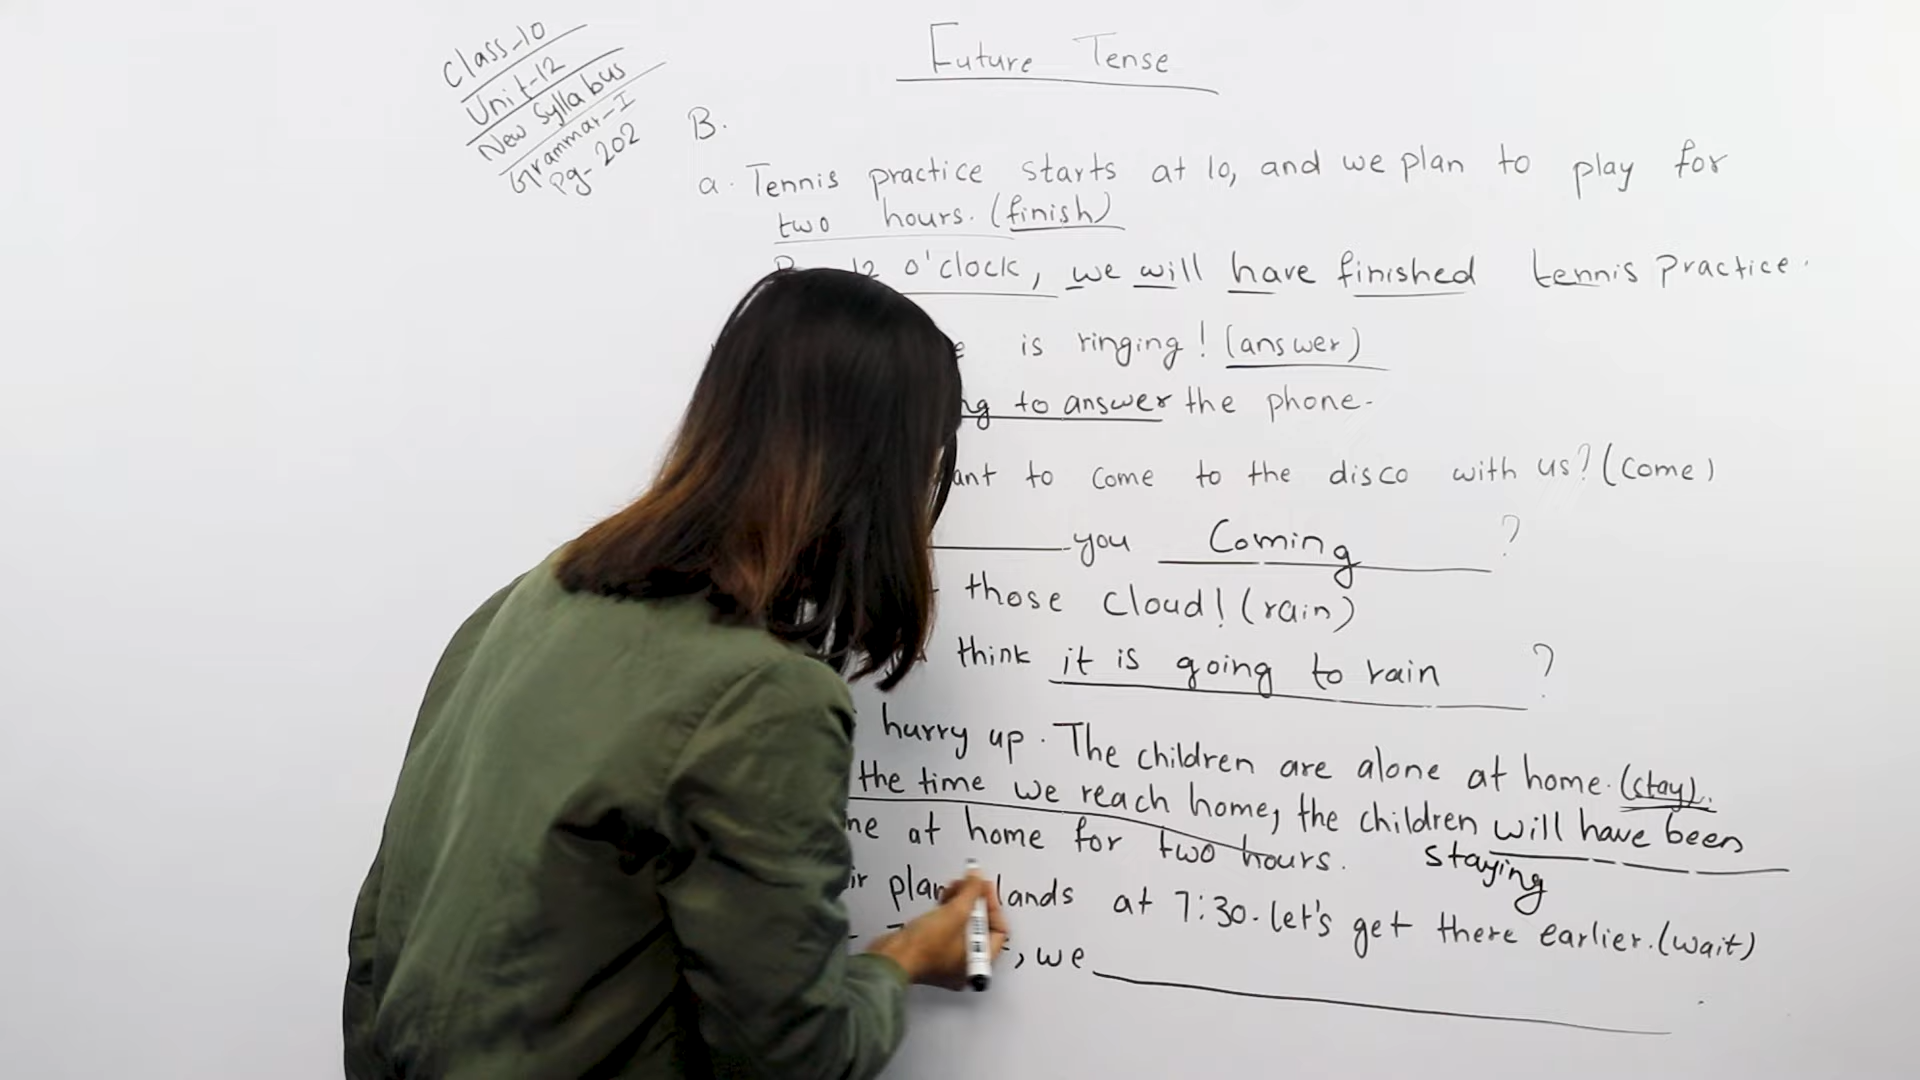 Class-10
Unit-12
New Syllabus
Grammar-I
Pg-202
Future Tense
B.
a. Tennis practice starts at 10, and we plan to play for
two hours. (finish)
12 o'clock, we will have finished tennis practice.
is ringing! (answer)
to answer the phone.
to come to the disco with us? (come)
you Coming ?
those cloud! (rain)
think it is going to rain ?
hurry up. The children are alone at home. (stay).
the time we reach home, the children will have been
at home for two hours. staying
lands at 7:30. let's get there earlier. (wait)
, we